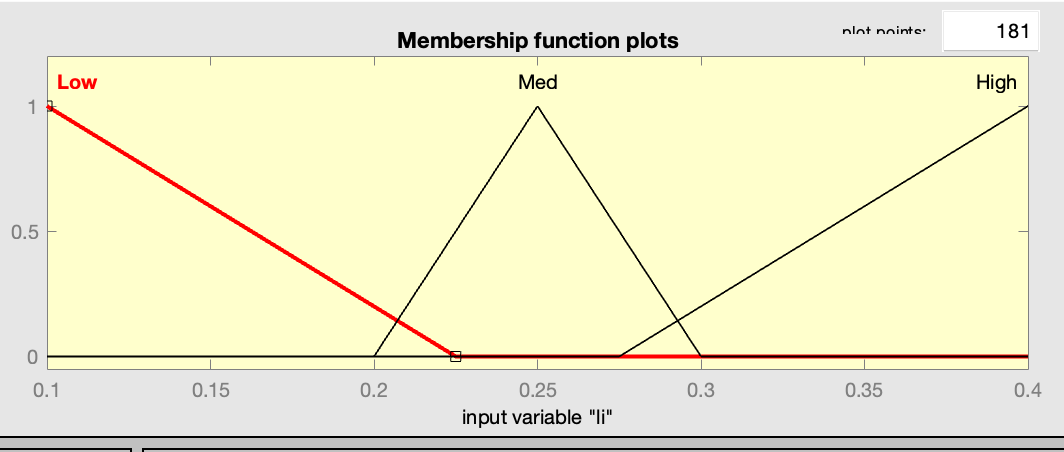 plot points: 181
Membership function plots
Low Med High
1
0.5
0
0.1 0.15 0.2 0.25 0.3 0.35 0.4
input variable "li"